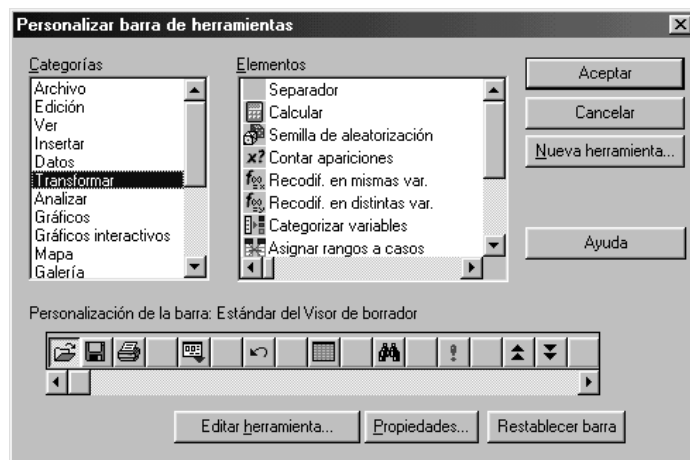 Personalizar barra de herramientas
Categorías
Archivo
Edición
Ver
Insertar
Datos
Transformar
Analizar
Gráficos
Gráficos interactivos
Mapa
Galería
Elementos
Separador
Calcular
Semilla de aleatorización
x? Contar apariciones
Recodif. en mismas var.
Recodif. en distintas var.
Categorizar variables
Asignar rangos a casos
Aceptar
Cancelar
Nueva herramienta...
Ayuda
Personalización de la barra: Estándar del Visor de borrador
Editar herramienta...
Propiedades...
Restablecer barra